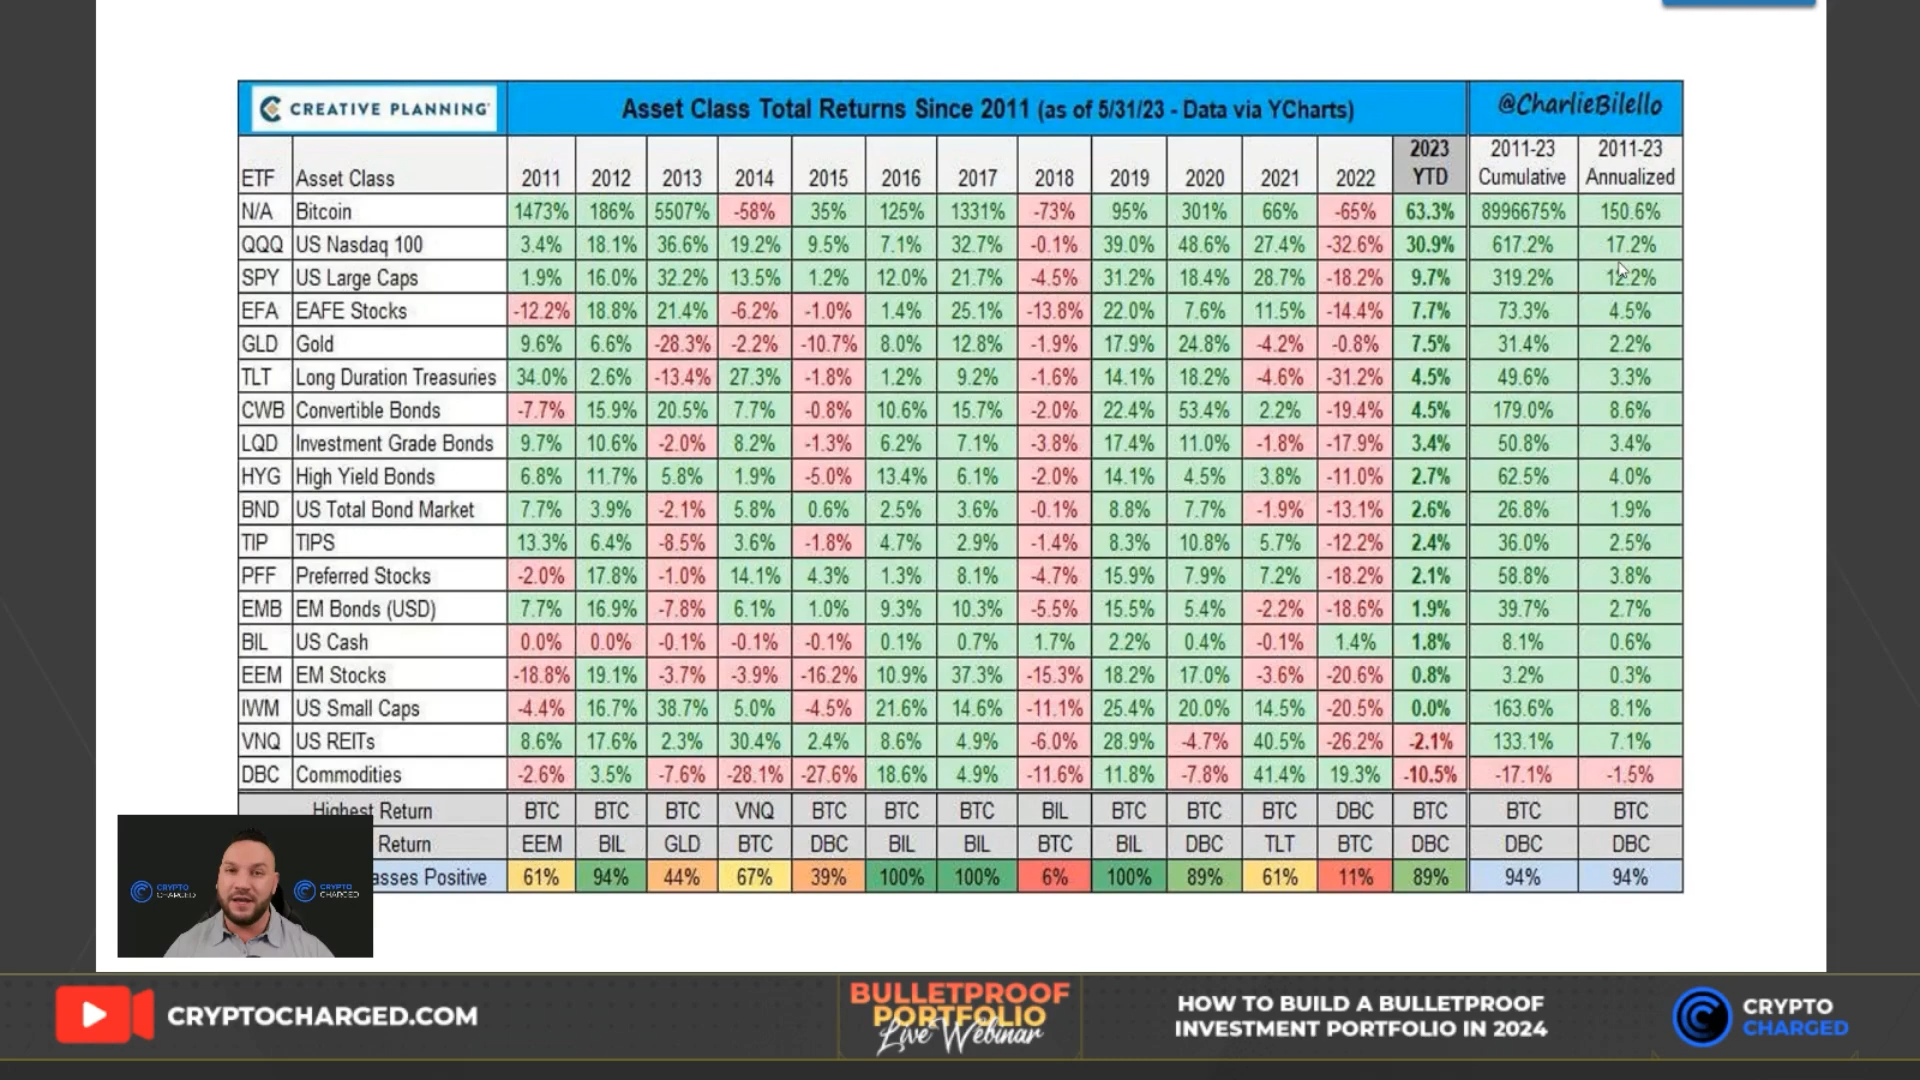 CREATIVE PLANNING
Asset Class Total Returns Since 2011 (as of 5/31/23 - Data via YCharts)
@CharlieBilello
ETF Asset Class 2011 2012 2013 2014 2015 2016 2017 2018 2019 2020 2021 2022 2023 YTD 2011-23 Cumulative 2011-23 Annualized
N/A Bitcoin 1473% 186% 5507% -58% 35% 125% 1331% -73% 95% 301% 66% -65% 63.3% 8996675% 150.6%
QQQ US Nasdaq 100 3.4% 18.1% 36.6% 19.2% 9.5% 7.1% 32.7% -0.1% 39.0% 48.6% 27.4% -32.6% 30.9% 617.2% 17.2%
SPY US Large Caps 1.9% 16.0% 32.2% 13.5% 1.2% 12.0% 21.7% -4.5% 31.2% 18.4% 28.7% -18.2% 9.7% 319.2% 12.2%
EFA EAFE Stocks -12.2% 18.8% 21.4% -6.2% -1.0% 1.4% 25.1% -13.8% 22.0% 7.6% 11.5% -14.4% 7.7% 73.3% 4.5%
GLD Gold 9.6% 6.6% -28.3% -2.2% -10.7% 8.0% 12.8% -1.9% 17.9% 24.8% -4.2% -0.8% 7.5% 31.4% 2.2%
TLT Long Duration Treasuries 34.0% 2.6% -13.4% 27.3% -1.8% 1.2% 9.2% -1.6% 14.1% 18.2% -4.6% -31.2% 4.5% 49.6% 3.3%
CWB Convertible Bonds -7.7% 15.9% 20.5% 7.7% -0.8% 10.6% 15.7% -2.0% 22.4% 53.4% 2.2% -19.4% 4.5% 179.0% 8.6%
LQD Investment Grade Bonds 9.7% 10.6% -2.0% 8.2% -1.3% 6.2% 7.1% -3.8% 17.4% 11.0% -1.8% -17.9% 3.4% 50.8% 3.4%
HYG High Yield Bonds 6.8% 11.7% 5.8% 1.9% -5.0% 13.4% 6.1% -2.0% 14.1% 4.5% 3.8% -11.0% 2.7% 62.5% 4.0%
BND US Total Bond Market 7.7% 3.9% -2.1% 5.8% 0.6% 2.5% 3.6% -0.1% 8.8% 7.7% -1.9% -13.1% 2.6% 26.8% 1.9%
TIP TIPS 13.3% 6.4% -8.5% 3.6% -1.8% 4.7% 2.9% -1.4% 8.3% 10.8% 5.7% -12.2% 2.4% 36.0% 2.5%
PFF Preferred Stocks -2.0% 17.8% -1.0% 14.1% 4.3% 1.3% 8.1% -4.7% 15.9% 7.9% 7.2% -18.2% 2.1% 58.8% 3.8%
EMB EM Bonds (USD) 7.7% 16.9% -7.8% 6.1% 1.0% 9.3% 10.3% -5.5% 15.5% 5.4% -2.2% -18.6% 1.9% 39.7% 2.7%
BIL US Cash 0.0% 0.0% -0.1% -0.1% -0.1% 0.1% 0.7% 1.7% 2.2% 0.4% -0.1% 1.4% 1.8% 8.1% 0.6%
EEM EM Stocks -18.8% 19.1% -3.7% -3.9% -16.2% 10.9% 37.3% -15.3% 18.2% 17.0% -3.6% -20.6% 0.8% 3.2% 0.3%
IWM US Small Caps -4.4% 16.7% 38.7% 5.0% -4.5% 21.6% 14.6% -11.1% 25.4% 20.0% 14.5% -20.5% 0.0% 163.6% 8.1%
VNQ US REITs 8.6% 17.6% 2.3% 30.4% 2.4% 8.6% 4.9% -6.0% 28.9% -4.7% 40.5% -26.2% -2.1% 133.1% 7.1%
DBC Commodities -2.6% 3.5% -7.6% -28.1% -27.6% 18.6% 4.9% -11.6% 11.8% -7.8% 41.4% 19.3% -10.5% -17.1% -1.5%
Highest Return BTC BTC BTC VNQ BTC BTC BTC BIL BTC BTC BTC DBC BTC BTC BTC
Return EEM BIL GLD BTC DBC BIL BIL BTC BIL DBC TLT BTC DBC DBC DBC
asses Positive 61% 94% 44% 67% 39% 100% 100% 6% 100% 89% 61% 11% 89% 94% 94%
CRYPTO CHARGED
CRYPTO CHARGED
CRYPTOCHARGED.COM
BULLETPROOF
PORTFOLIO
Live Webinar
HOW TO BUILD A BULLETPROOF
INVESTMENT PORTFOLIO IN 2024
CRYPTO
CHARGED